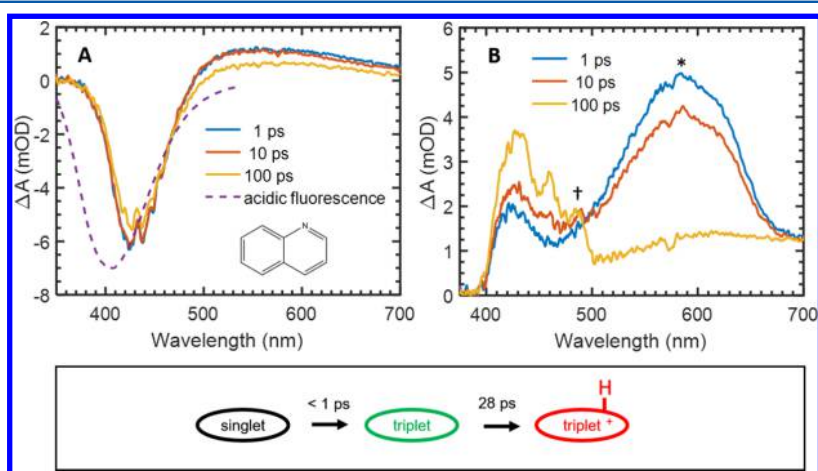 A
B
2
0
-2
-4
-6
-8
ΔA (mOD)
1 ps
10 ps
100 ps
acidic fluorescence
N
400
500
600
700
Wavelength (nm)
6
5
4
3
2
1
0
ΔA (mOD)
1 ps
10 ps
100 ps
*
†
400
500
600
700
Wavelength (nm)
singlet
< 1 ps
triplet
28 ps
H
triplet +